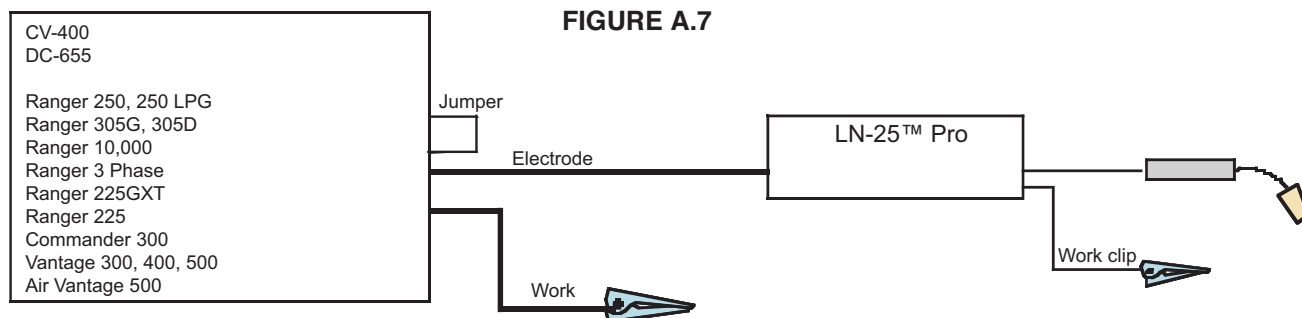 FIGURE A.7
CV-400
DC-655
Ranger 250, 250 LPG
Ranger 305G, 305D
Ranger 10,000
Ranger 3 Phase
Ranger 225GXT
Ranger 225
Commander 300
Vantage 300, 400, 500
Air Vantage 500
Jumper
Electrode
LN-25™ Pro
Work clip
Work